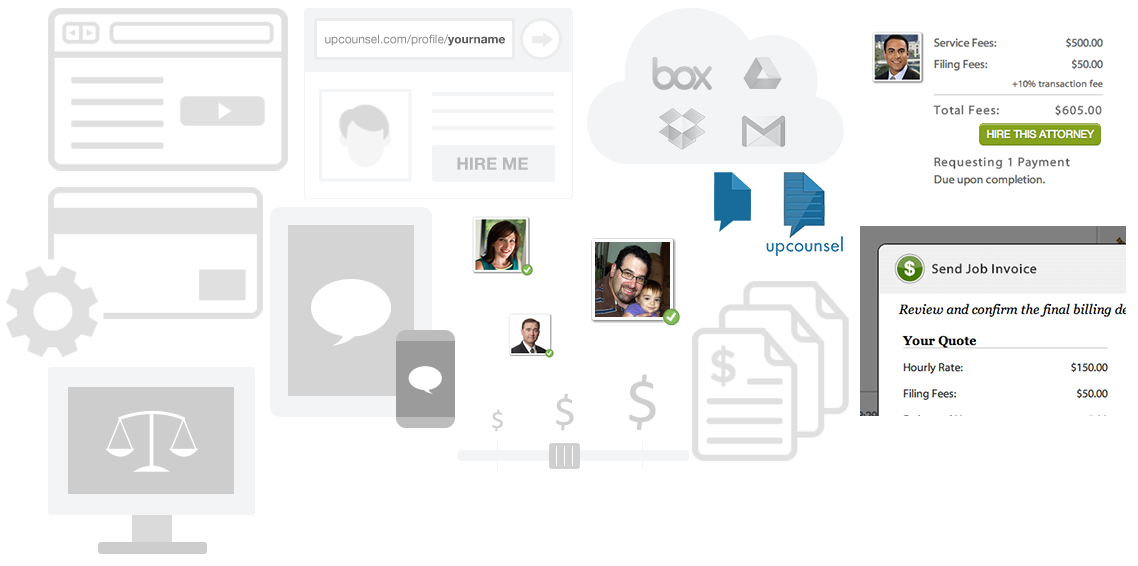 upcounsel.com/profile/yourname
HIRE ME
box
upcounsel
Service Fees: $500.00
Filing Fees: $50.00
+10% transaction fee
Total Fees: $605.00
HIRE THIS ATTORNEY
Requesting 1 Payment
Due upon completion.
Send Job Invoice
Review and confirm the final billing de
Your Quote
Hourly Rate: $150.00
Filing Fees: $50.00
$
$ $ $